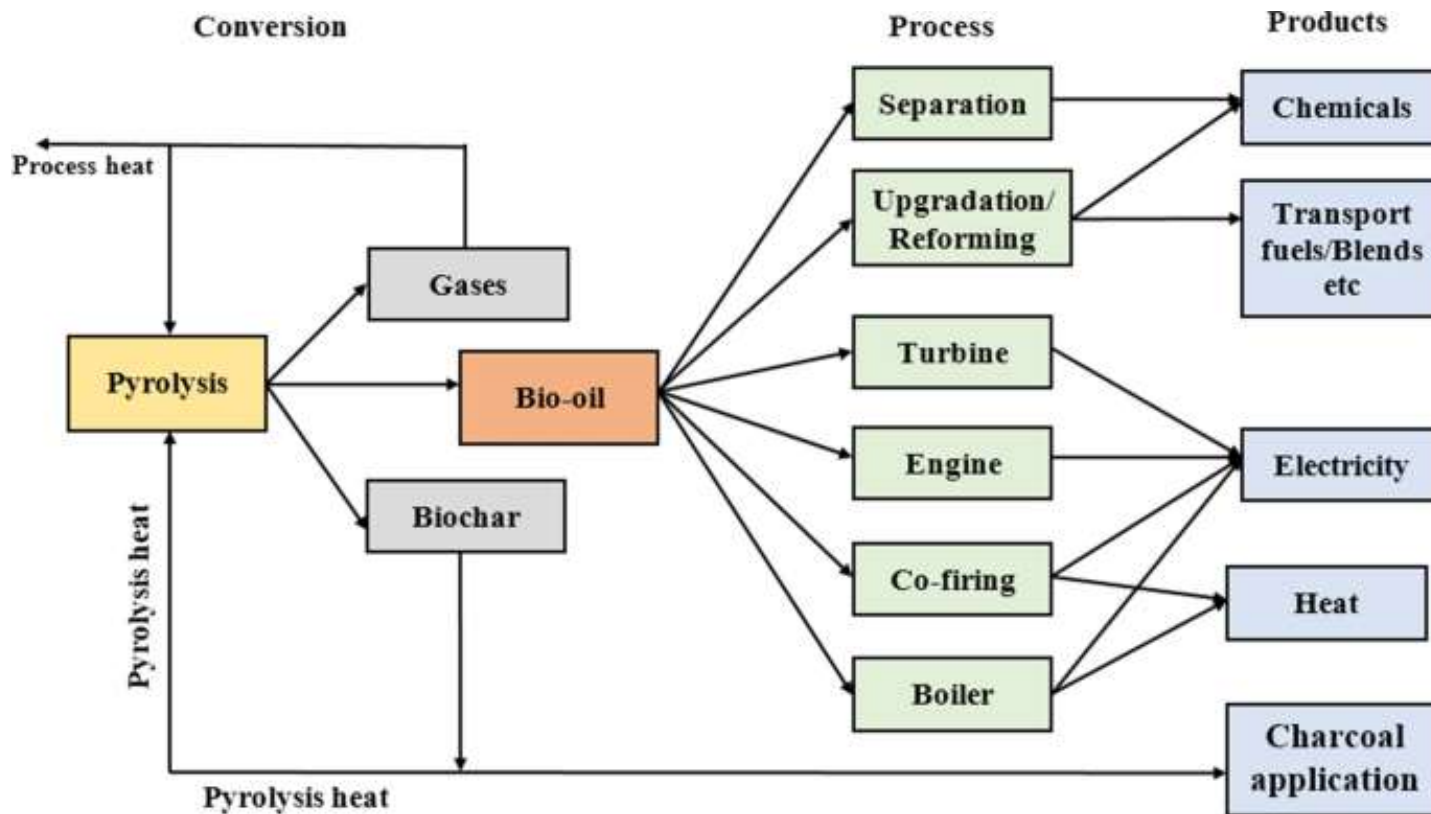 Conversion
Process
Products
Process heat
Gases
Pyrolysis
Bio-oil
Biochar
Pyrolysis heat
Pyrolysis heat
Separation
Upgradation/
Reforming
Turbine
Engine
Co-firing
Boiler
Chemicals
Transport
fuels/Blends
etc
Electricity
Heat
Charcoal
application